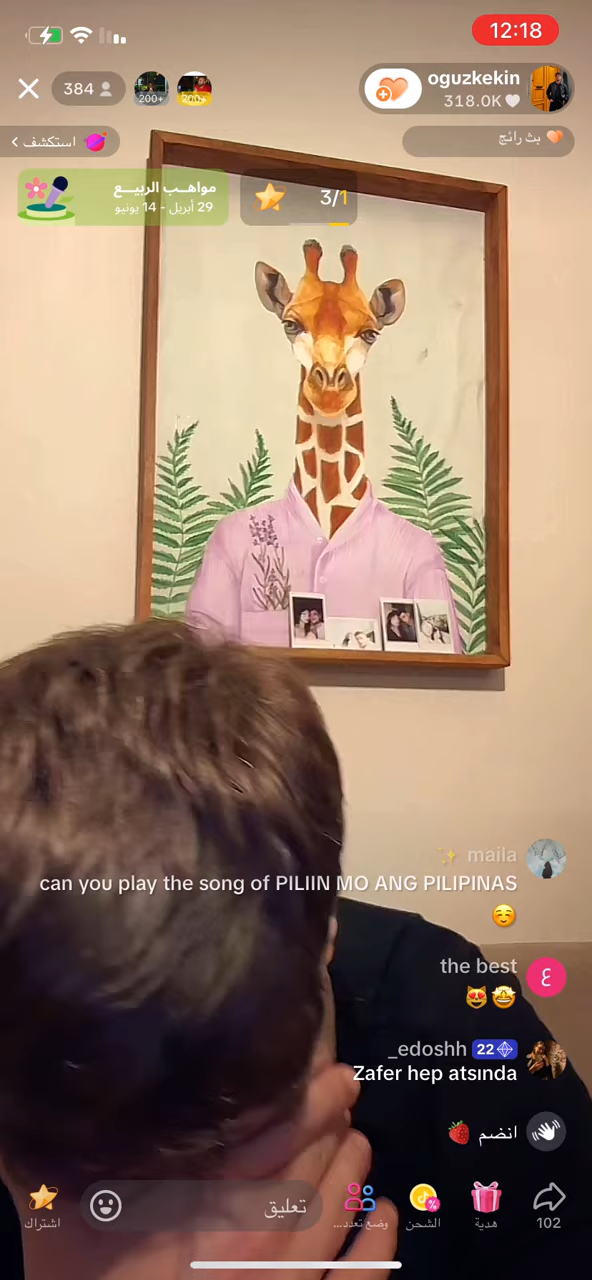 12:18
384
200+
200+
oguzkekin
318.0K
استكشف
بث رائج
مواهب الربيع
29 أبريل - 14 يونيو
3/1
✨ maila
can you play the song of PILIIN MO ANG PILIPINAS
☺️
the best
ع
😻🤩
_edoshh 22
Zafer hep atsında
انضم 🍓
اشتراك
تعليق
وضع تعدد...
الشحن
هدية
102